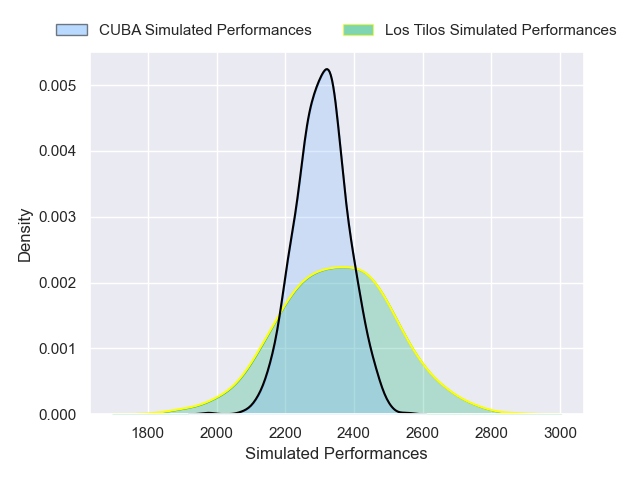 CUBA Simulated Performances
Los Tilos Simulated Performances
Density
0.005
0.004
0.003
0.002
0.001
0.000
1800 2000 2200 2400 2600 2800 3000
Simulated Performances